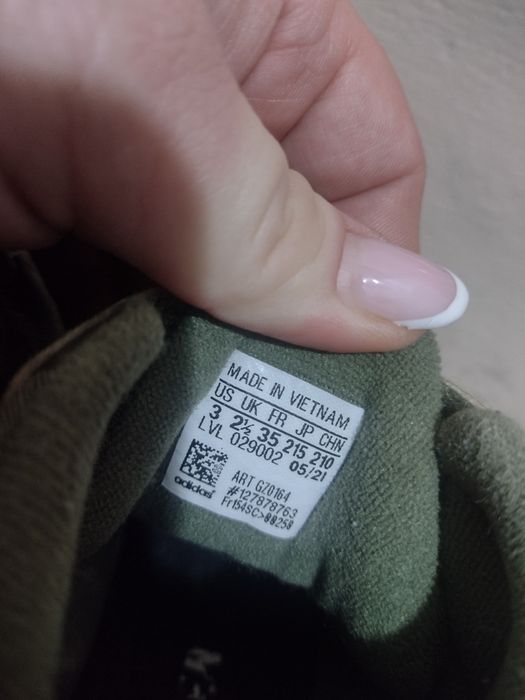 MADE IN VIETNAM
US UK FR JP CHN
3 2½ 35 215 210
LVL 029002 05/21
ART GZ0164
#127878763
adidas